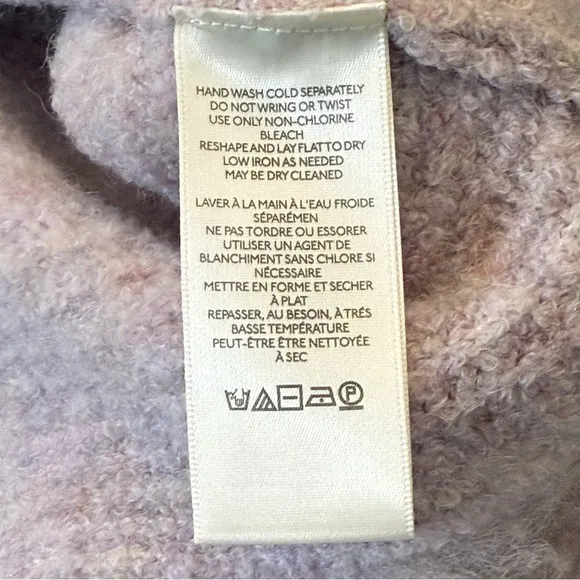 HAND WASH COLD SEPARATELY
DO NOT WRING OR TWIST
USE ONLY NON-CHLORINE
BLEACH
RESHAPE AND LAY FLAT TO DRY
LOW IRON AS NEEDED
MAY BE DRY CLEANED
LAVER À LA MAIN À L'EAU FROIDE
SÉPARÉMEN
NE PAS TORDRE OU ESSORER
UTILISER UN AGENT DE
BLANCHIMENT SANS CHLORE SI
NÉCESSAIRE
METTRE EN FORME ET SECHER
À PLAT
REPASSER, AU BESOIN, À TRÉS
BASSE TEMPÉRATURE
PEUT-ÊTRE ÊTRE NETTOYÉE
À SEC
P